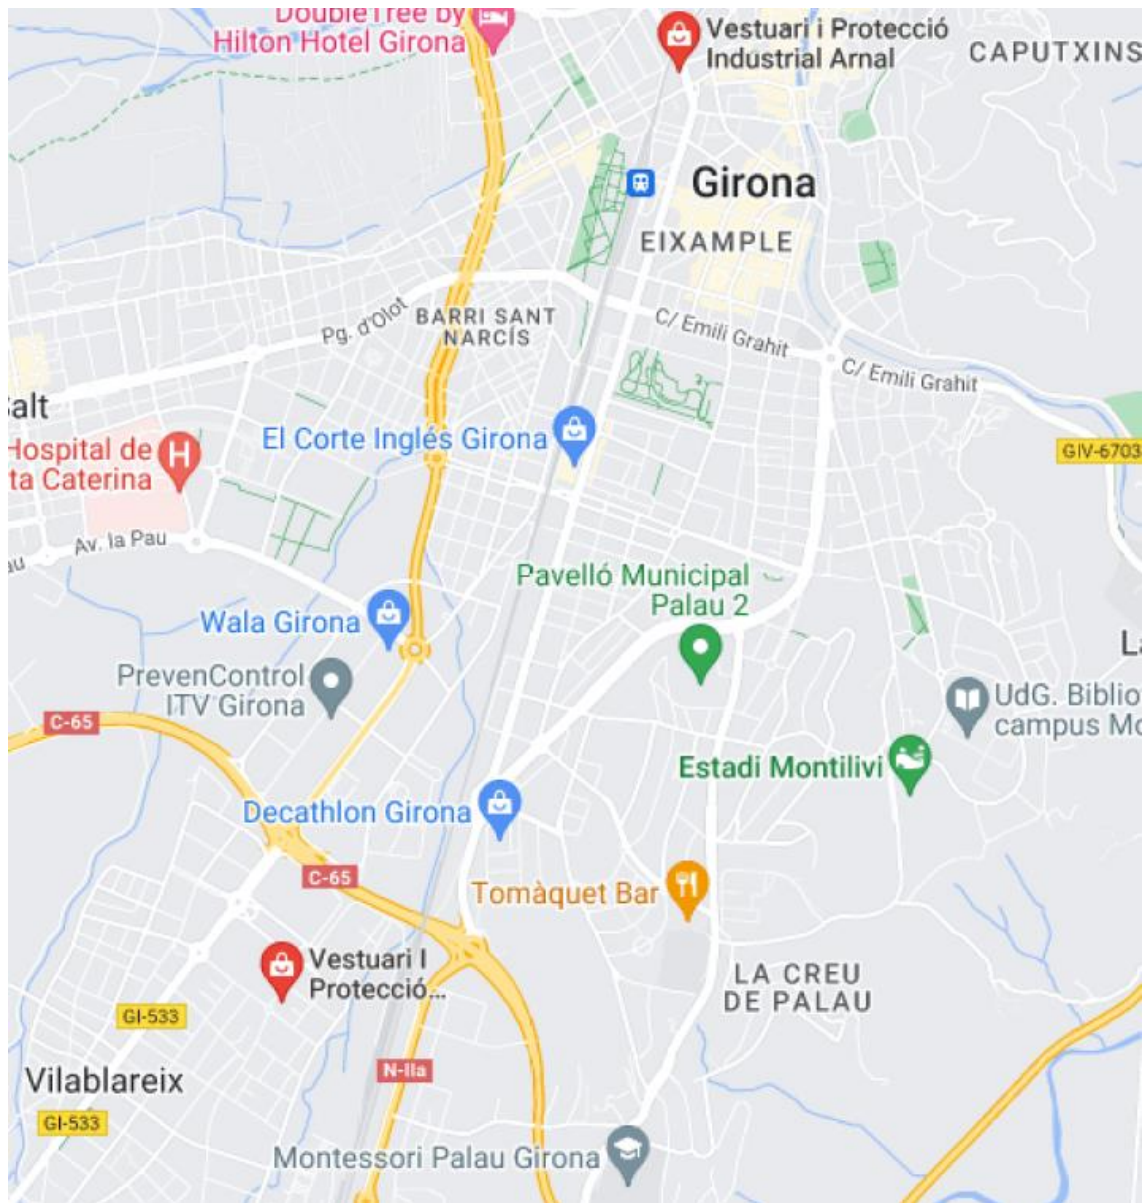 DoubleTree by
Hilton Hotel Girona
Vestuari i Protecció
Industrial Arnal
CAPUTXINS
Girona
EIXAMPLE
Pg. d'Olot
BARRI SANT
NARCÍS
C/ Emili Grahit
C/ Emili Grahit
alt
El Corte Inglés Girona
Hospital de
ta Caterina
GIV-6703
Av. la Pau
au
Pavelló Municipal
Palau 2
Wala Girona
PrevenControl
ITV Girona
C-65
UdG. Biblio
campus Mo
Estadi Montilivi
Decathlon Girona
C-65
Tomàquet Bar
Vestuari I
Protecció...
LA CREU
DE PALAU
GI-533
N-IIa
Vilablareix
GI-533
Montessori Palau Girona